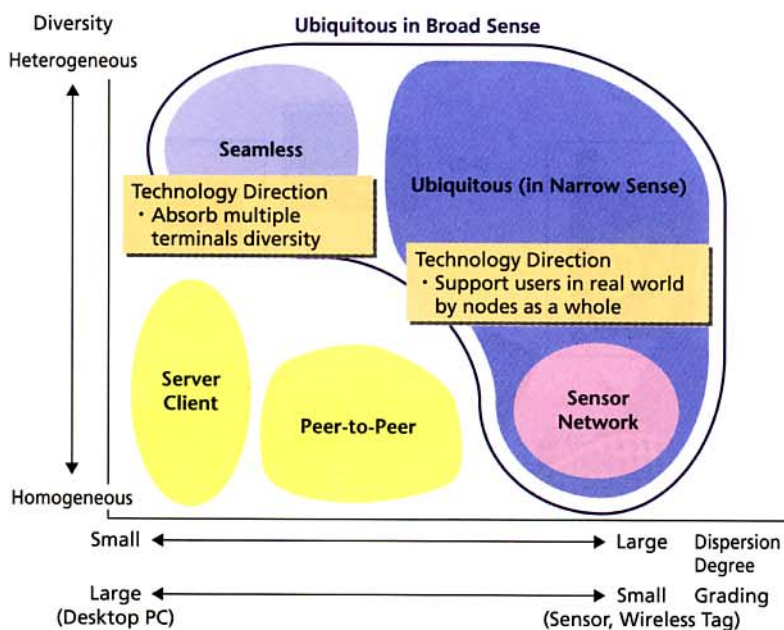 Diversity
Ubiquitous in Broad Sense
Heterogeneous
Seamless
Ubiquitous (in Narrow Sense)
Technology Direction
・Absorb multiple
terminals diversity
Technology Direction
・Support users in real world
by nodes as a whole
Server
Client
Peer-to-Peer
Sensor
Network
Homogeneous
Small
Large
Dispersion
Degree
Large
(Desktop PC)
Small
(Sensor, Wireless Tag)
Grading